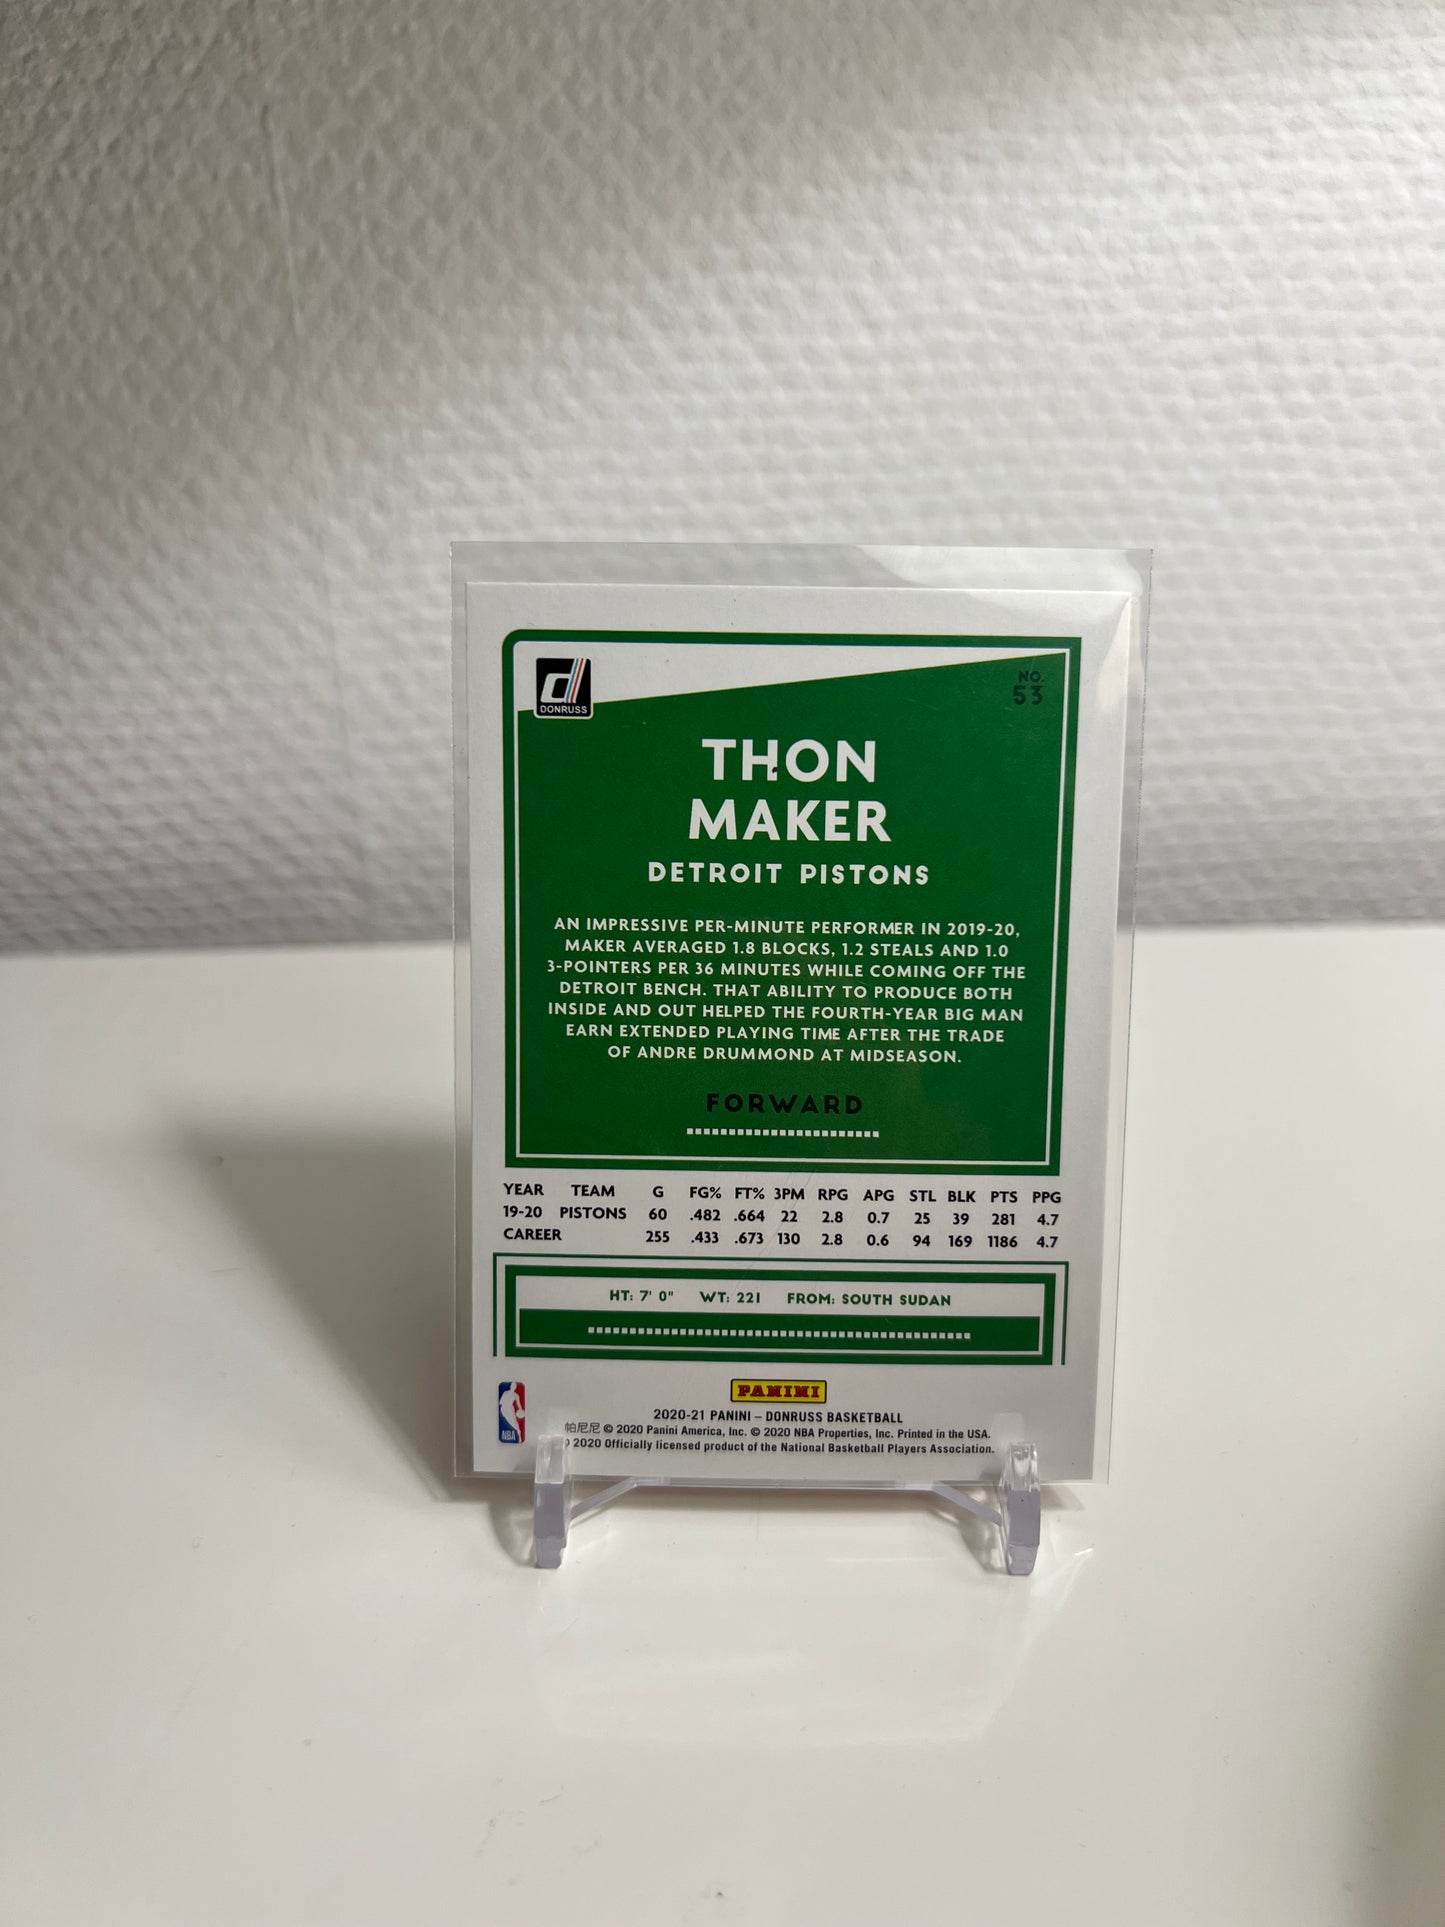 DONRUSS
NO.
53
THON
MAKER
DETROIT PISTONS
AN IMPRESSIVE PER-MINUTE PERFORMER IN 2019-20,
MAKER AVERAGED 1.8 BLOCKS, 1.2 STEALS AND 1.0
3-POINTERS PER 36 MINUTES WHILE COMING OFF THE
DETROIT BENCH. THAT ABILITY TO PRODUCE BOTH
INSIDE AND OUT HELPED THE FOURTH-YEAR BIG MAN
EARN EXTENDED PLAYING TIME AFTER THE TRADE
OF ANDRE DRUMMOND AT MIDSEASON.
FORWARD
YEAR TEAM G FG% FT% 3PM RPG APG STL BLK PTS PPG
19-20 PISTONS 60 .482 .664 22 2.8 0.7 25 39 281 4.7
CAREER 255 .433 .673 130 2.8 0.6 94 169 1186 4.7
HT: 7' 0" WT: 221 FROM: SOUTH SUDAN
PANINI
NBA
2020-21 PANINI – DONRUSS BASKETBALL
帕尼尼 © 2020 Panini America, Inc. © 2020 NBA Properties, Inc. Printed in the USA.
© 2020 Officially licensed product of the National Basketball Players Association.